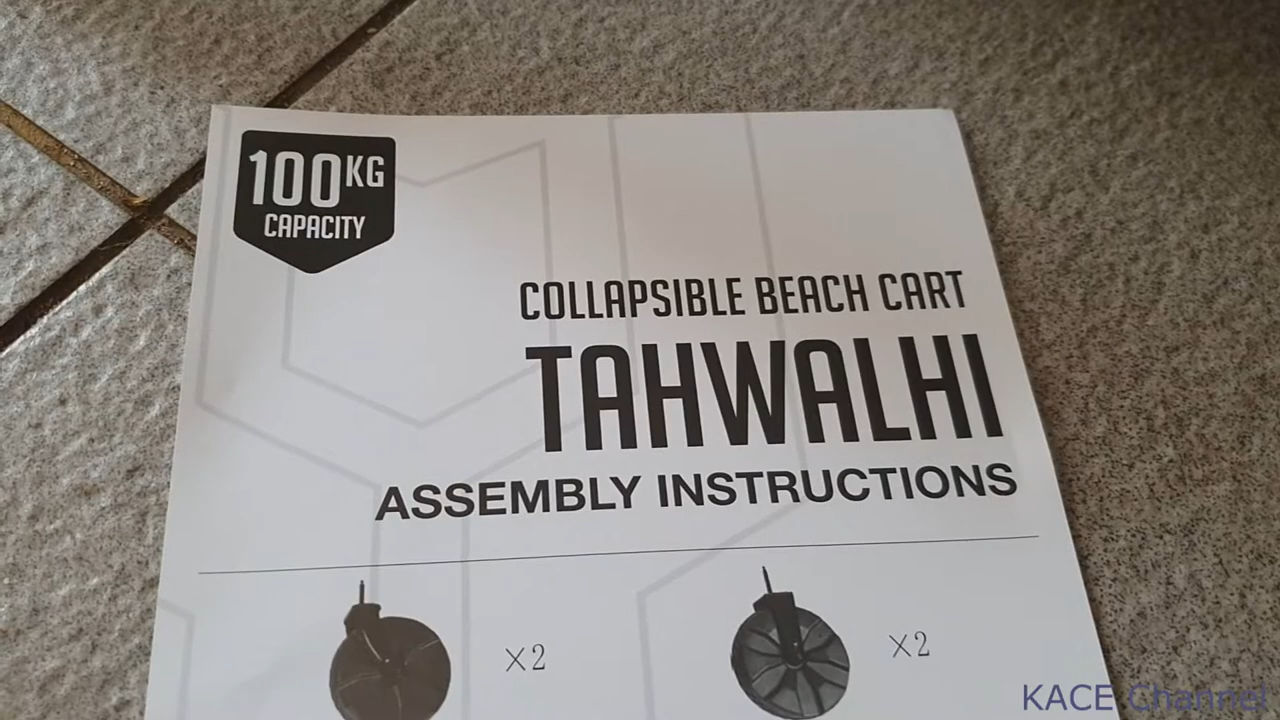 100KG
CAPACITY
COLLAPSIBLE BEACH CART
TAHWALHI
ASSEMBLY INSTRUCTIONS
×2 ×2
KACE Channel